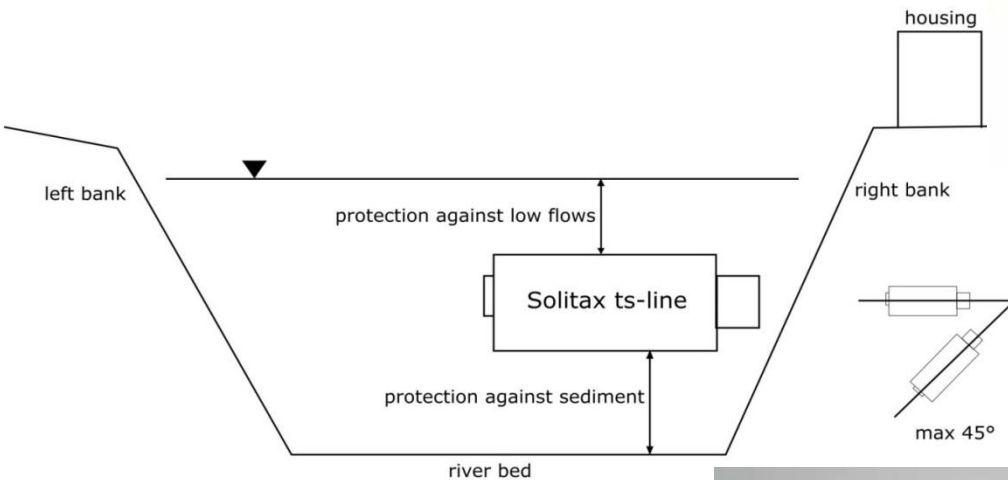 housing
left bank
right bank
protection against low flows
Solitax ts-line
protection against sediment
max 45°
river bed